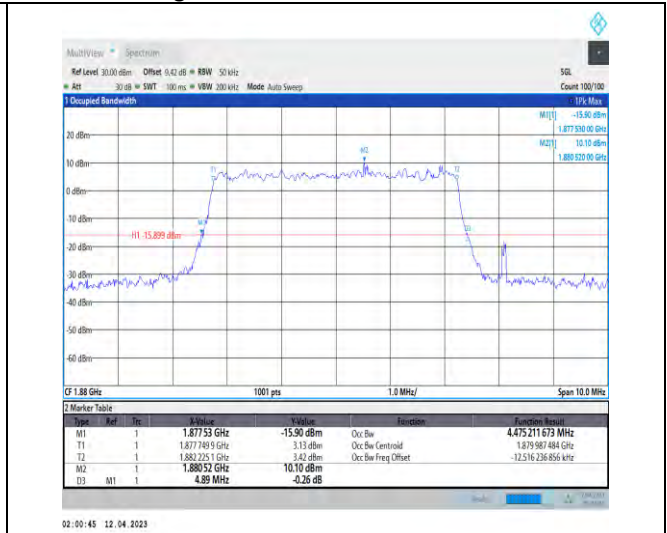 MultiView Spectrum
Ref Level 30.00 dBm Offset 9.42 dB RBW 50 kHz SGL
Att 30 dB SWT 100 ms VBW 200 kHz Mode Auto Sweep Count 100/100
1 Occupied Bandwidth 1Pk Max
M1[1] -15.90 dBm
1.877 530 00 GHz
20 dBm M2[1] 10.10 dBm
1.880 520 00 GHz
M2
10 dBm
T1 T2
0 dBm
-10 dBm
M1 D3
H1 -15.899 dBm
-20 dBm
-30 dBm
-40 dBm
-50 dBm
-60 dBm
CF 1.88 GHz 1001 pts 1.0 MHz/ Span 10.0 MHz
2 Marker Table
Type Ref Trc X-Value Y-Value Function Function Result
M1 1 1.877 53 GHz -15.90 dBm Occ Bw 4.475 211 673 MHz
T1 1 1.877 749 9 GHz 3.13 dBm Occ Bw Centroid 1.879 987 484 GHz
T2 1 1.882 225 1 GHz 3.42 dBm Occ Bw Freq Offset -12.516 236 856 kHz
M2 1 1.880 52 GHz 10.10 dBm
D3 M1 1 4.89 MHz -0.26 dB
02:00:45 12.04.2023